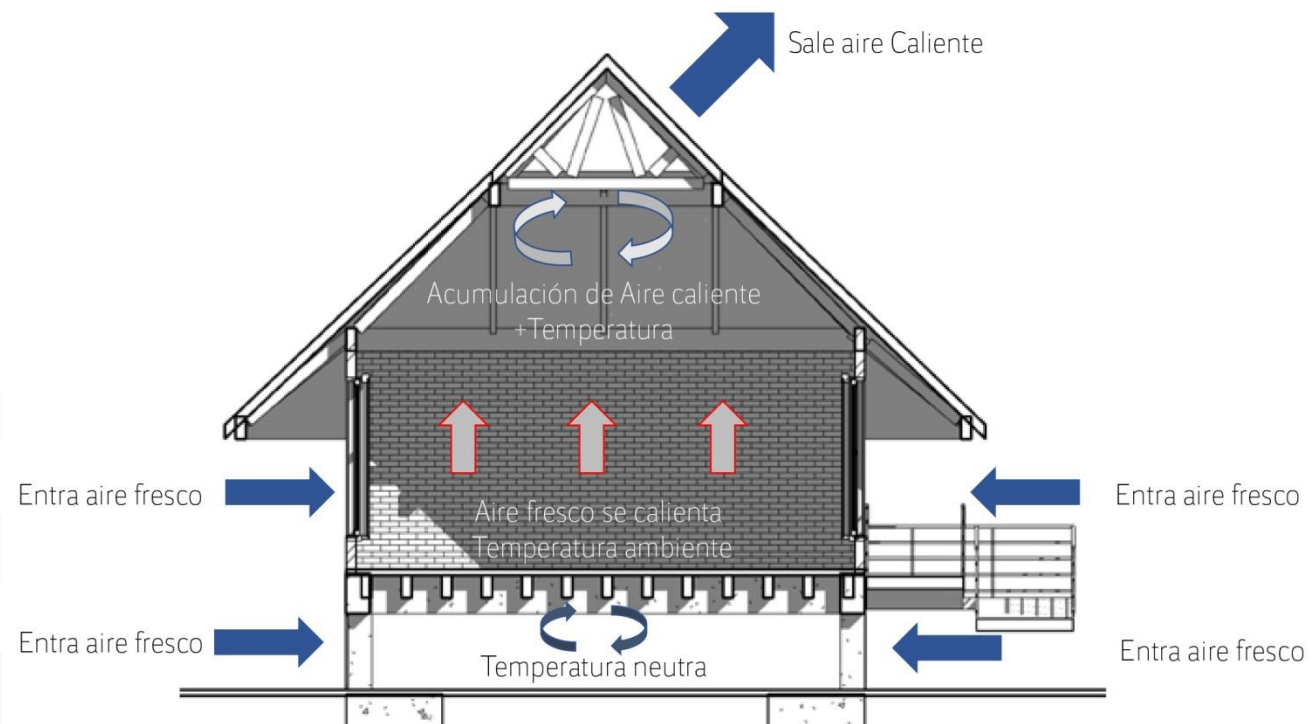 Sale aire Caliente
Acumulación de Aire caliente
+Temperatura
Entra aire fresco
Entra aire fresco
Aire fresco se calienta
Temperatura ambiente
Entra aire fresco
Entra aire fresco
Temperatura neutra